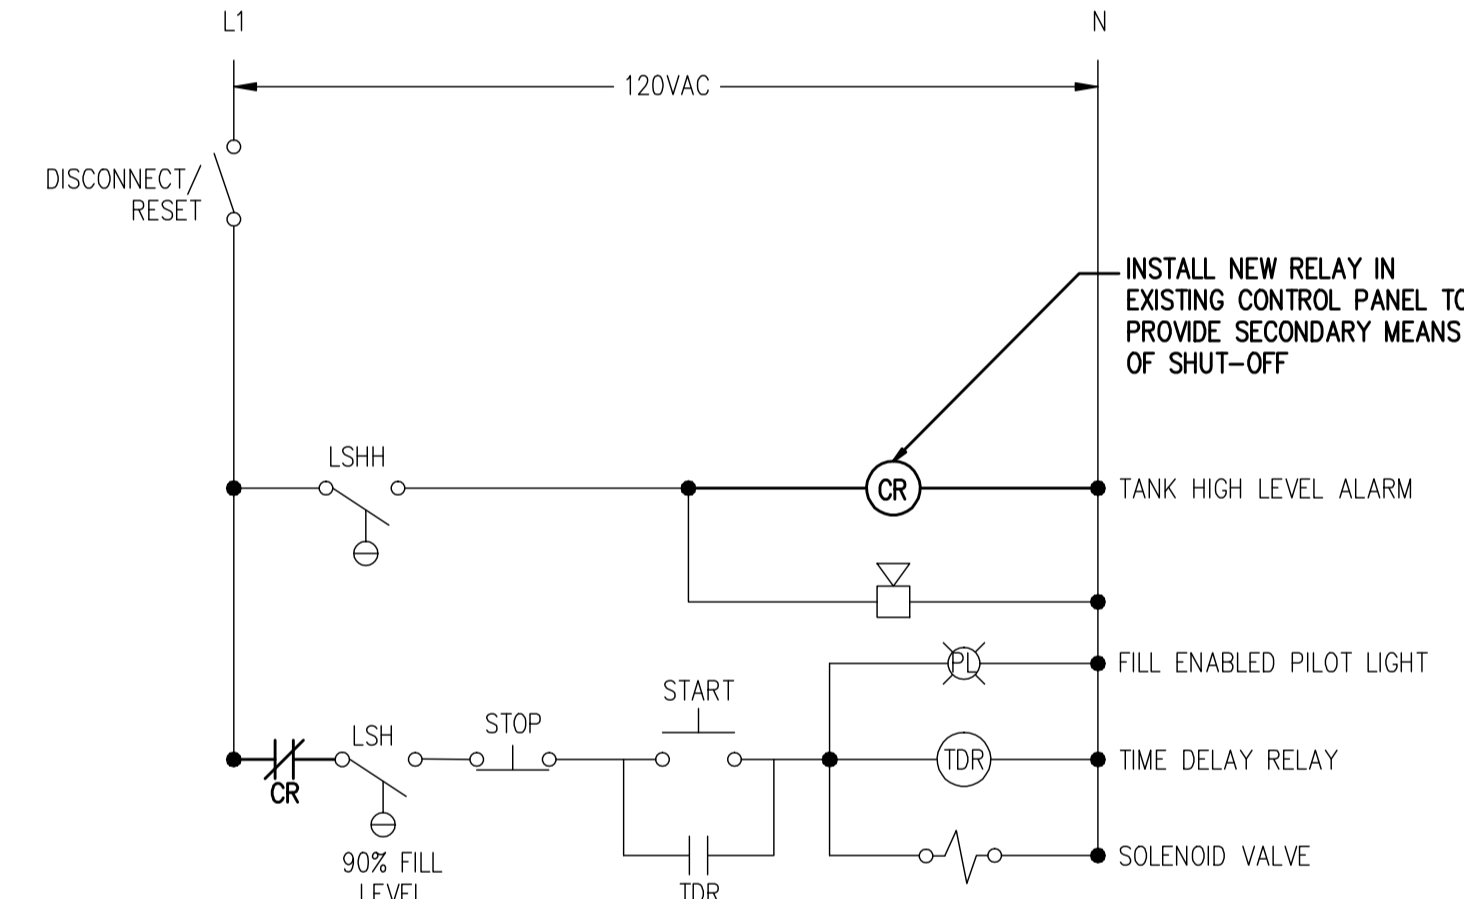 L1
N
120VAC
DISCONNECT/
RESET
INSTALL NEW RELAY IN
EXISTING CONTROL PANEL
PROVIDE SECONDARY MEANS
OF SHUT-OFF
LSHH
CR
TANK HIGH LEVEL ALARM
PL
FILL ENABLED PILOT LIGHT
START
STOP
LSH
TDR
TIME DELAY RELAY
CR
90% FILL
LEVEL
TDR
SOLENOID VALVE